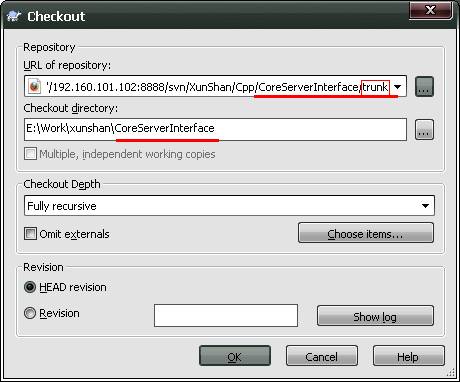 Checkout
Repository
URL of repository:
'/192.160.101.102:8888/svn/XunShan/Cpp/CoreServerInterface/trunk
...
Checkout directory:
E:\Work\xunshan\CoreServerInterface
...
Multiple, independent working copies
Checkout Depth
Fully recursive
Omit externals
Choose items...
Revision
HEAD revision
Revision
Show log
OK
Cancel
Help